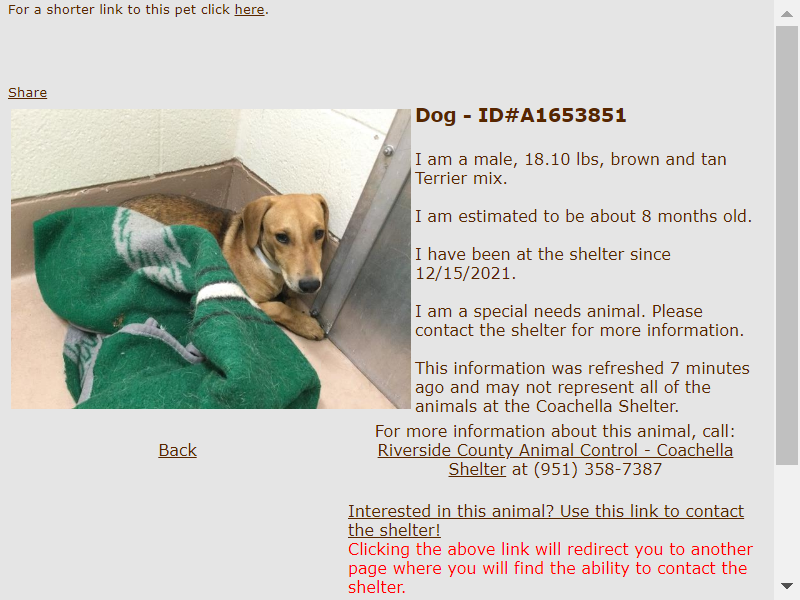 For a shorter link to this pet click here.
Share
Dog - ID#A1653851
I am a male, 18.10 lbs, brown and tan
Terrier mix.
I am estimated to be about 8 months old.
I have been at the shelter since
12/15/2021.
I am a special needs animal. Please
contact the shelter for more information.
This information was refreshed 7 minutes
ago and may not represent all of the
animals at the Coachella Shelter.
Back
For more information about this animal, call:
Riverside County Animal Control - Coachella
Shelter at (951) 358-7387
Interested in this animal? Use this link to contact
the shelter!
Clicking the above link will redirect you to another
page where you will find the ability to contact the
shelter.